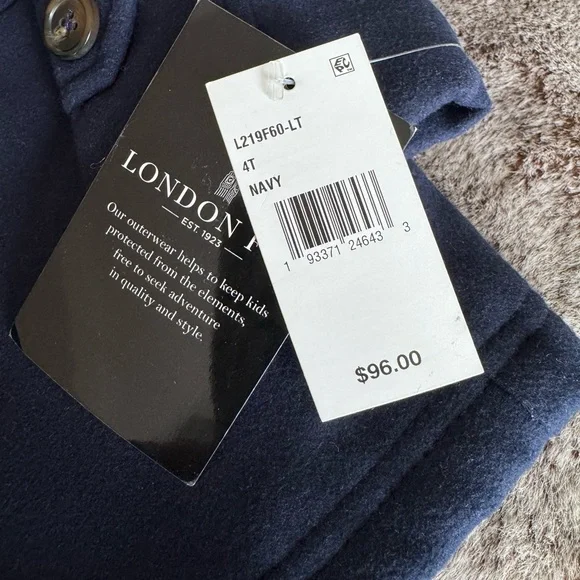 LONDON F
EST. 1923
Our outerwear helps to keep kids
protected from the elements,
free to seek adventure
in quality and style.
L219F60-LT
4T
NAVY
1 93371 24643 3
$96.00